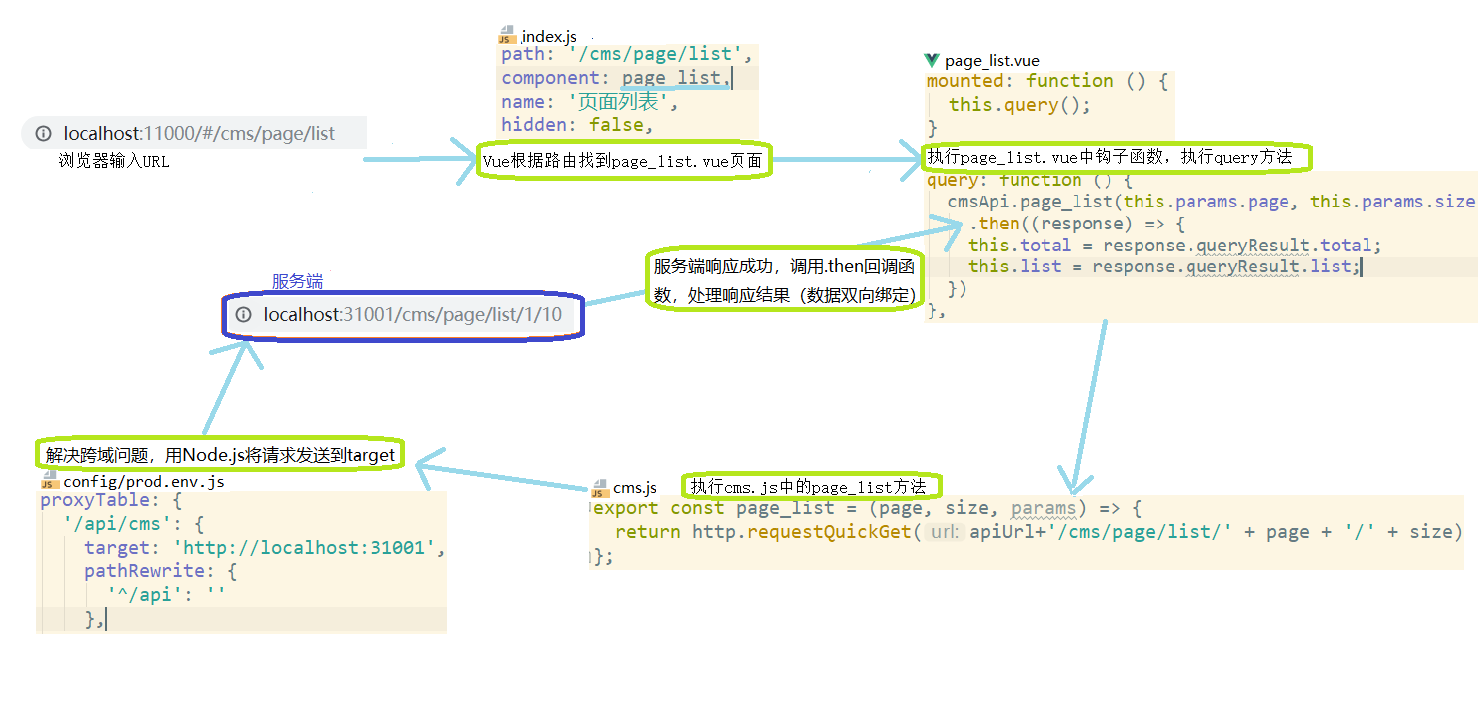 index.js
path: '/cms/page/list',
component: page_list,
name: '页面列表',
hidden: false,
page_list.vue
mounted: function () {
this.query();
}
localhost:11000/#/cms/page/list
浏览器输入URL
Vue根据路由找到page_list.vue页面
执行page_list.vue中钩子函数，执行query方法
query: function () {
cmsApi.page_list(this.params.page, this.params.size
.then((response) => {
this.total = response.queryResult.total;
this.list = response.queryResult.list;
})
},
服务端响应成功，调用.then回调函
数，处理响应结果（数据双向绑定）
服务端
localhost:31001/cms/page/list/1/10
解决跨域问题，用Node.js将请求发送到target
config/prod.env.js
proxyTable: {
'/api/cms': {
target: 'http://localhost:31001',
pathRewrite: {
'^/api': ''
},
cms.js
执行cms.js中的page_list方法
export const page_list = (page, size, params) => {
return http.requestQuickGet( url: apiUrl+'/cms/page/list/' + page + '/' + size)
};